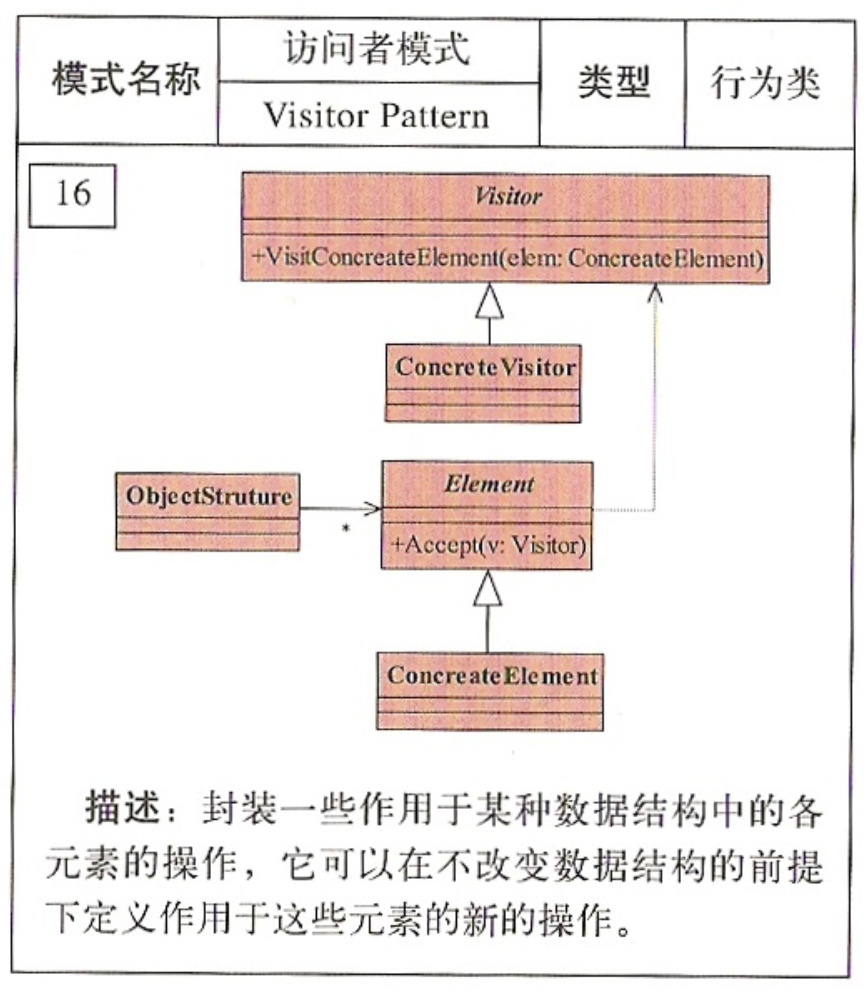 模式名称
访问者模式
Visitor Pattern
类型
行为类
16
Visitor
+VisitConcreateElement(elem: ConcreateElement)
ConcreteVisitor
ObjectStruture
*
Element
+Accept(v: Visitor)
ConcreateElement
描述：封装一些作用于某种数据结构中的各
元素的操作，它可以在不改变数据结构的前提
下定义作用于这些元素的新的操作。